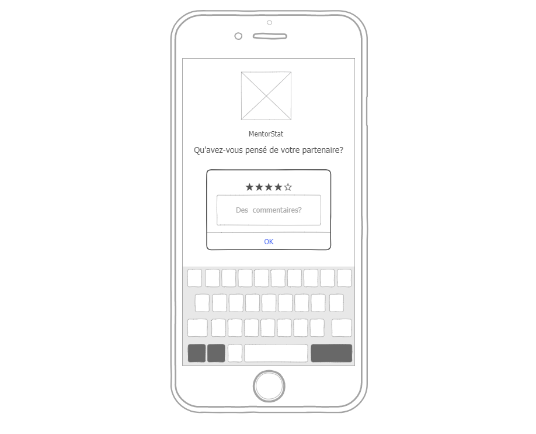 MentorStat
Qu'avez-vous pensé de votre partenaire?
Des commentaires?
OK